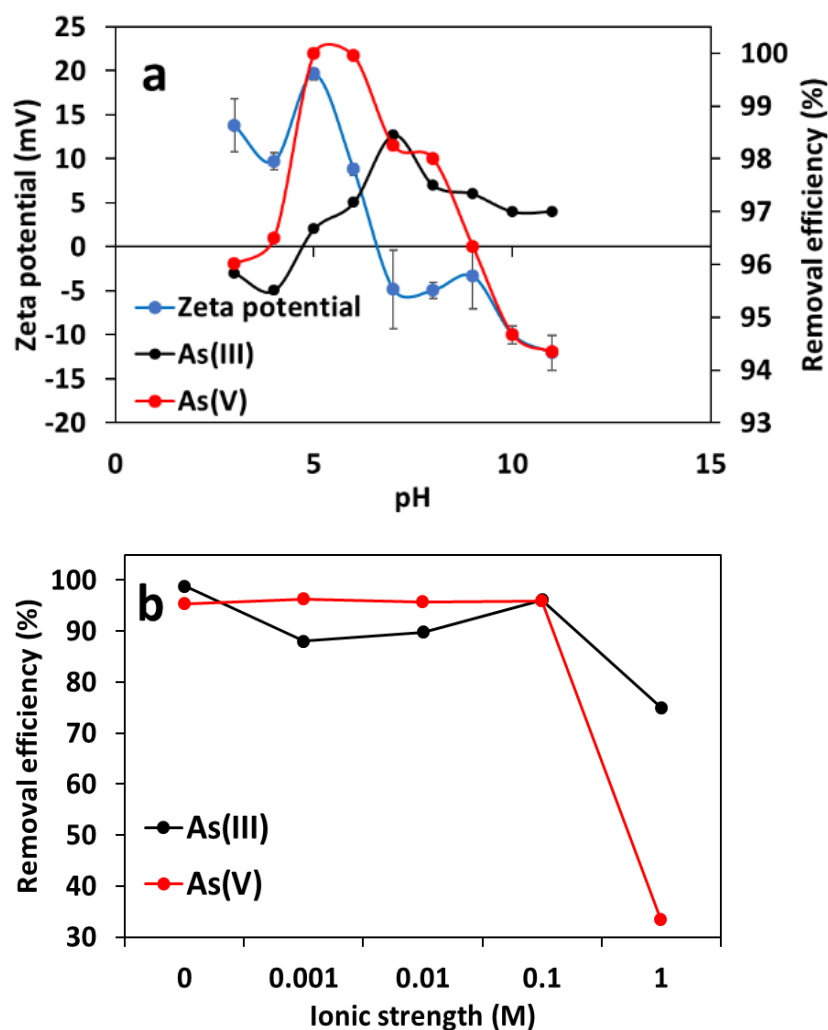 a
Zeta potential (mV)
25
20
15
10
5
0
-5
-10
-15
-20
Zeta potential
As(III)
As(V)
100
99
98
97
96
95
94
93
Removal efficiency (%)
0 5 10 15
pH
b
Removal efficiency (%)
100
90
80
70
60
50
40
30
As(III)
As(V)
0 0.001 0.01 0.1 1
Ionic strength (M)